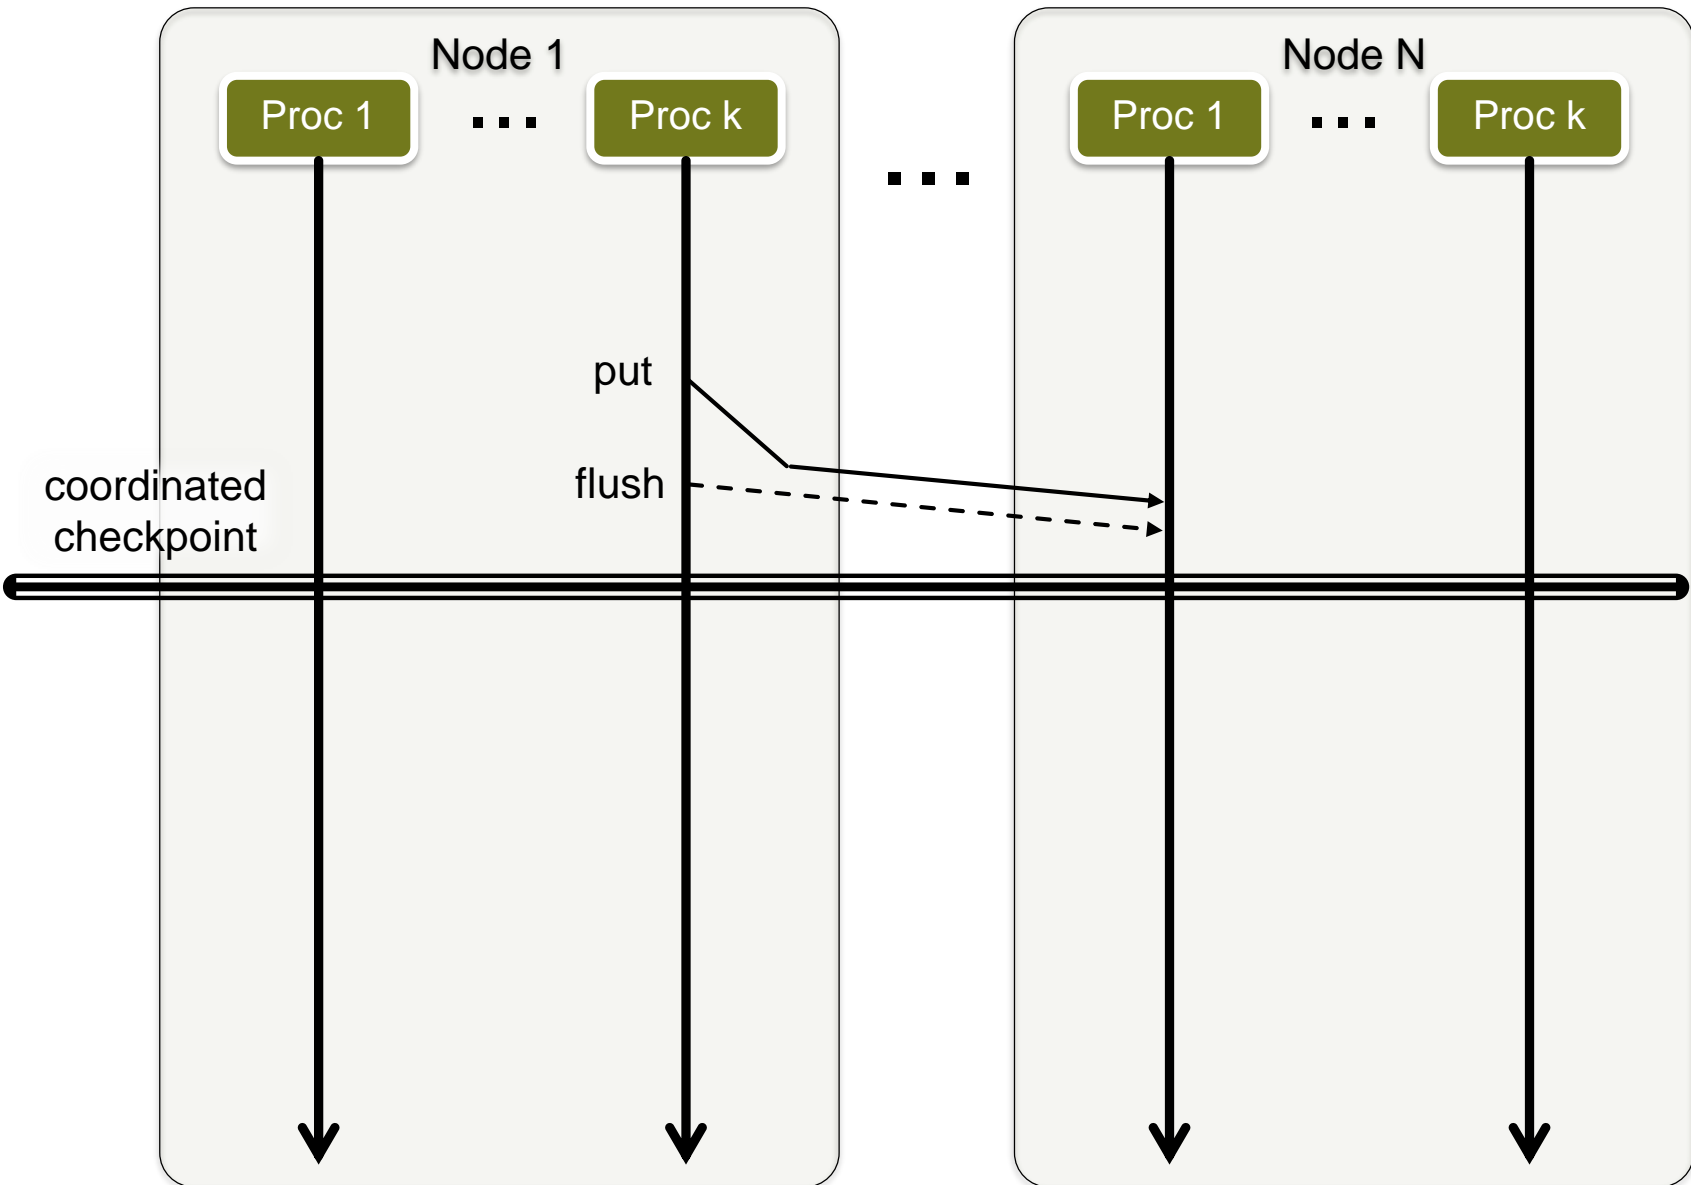 Node 1
Node N
Proc 1
...
Proc k
...
Proc 1
...
Proc k
put
flush
coordinated
checkpoint